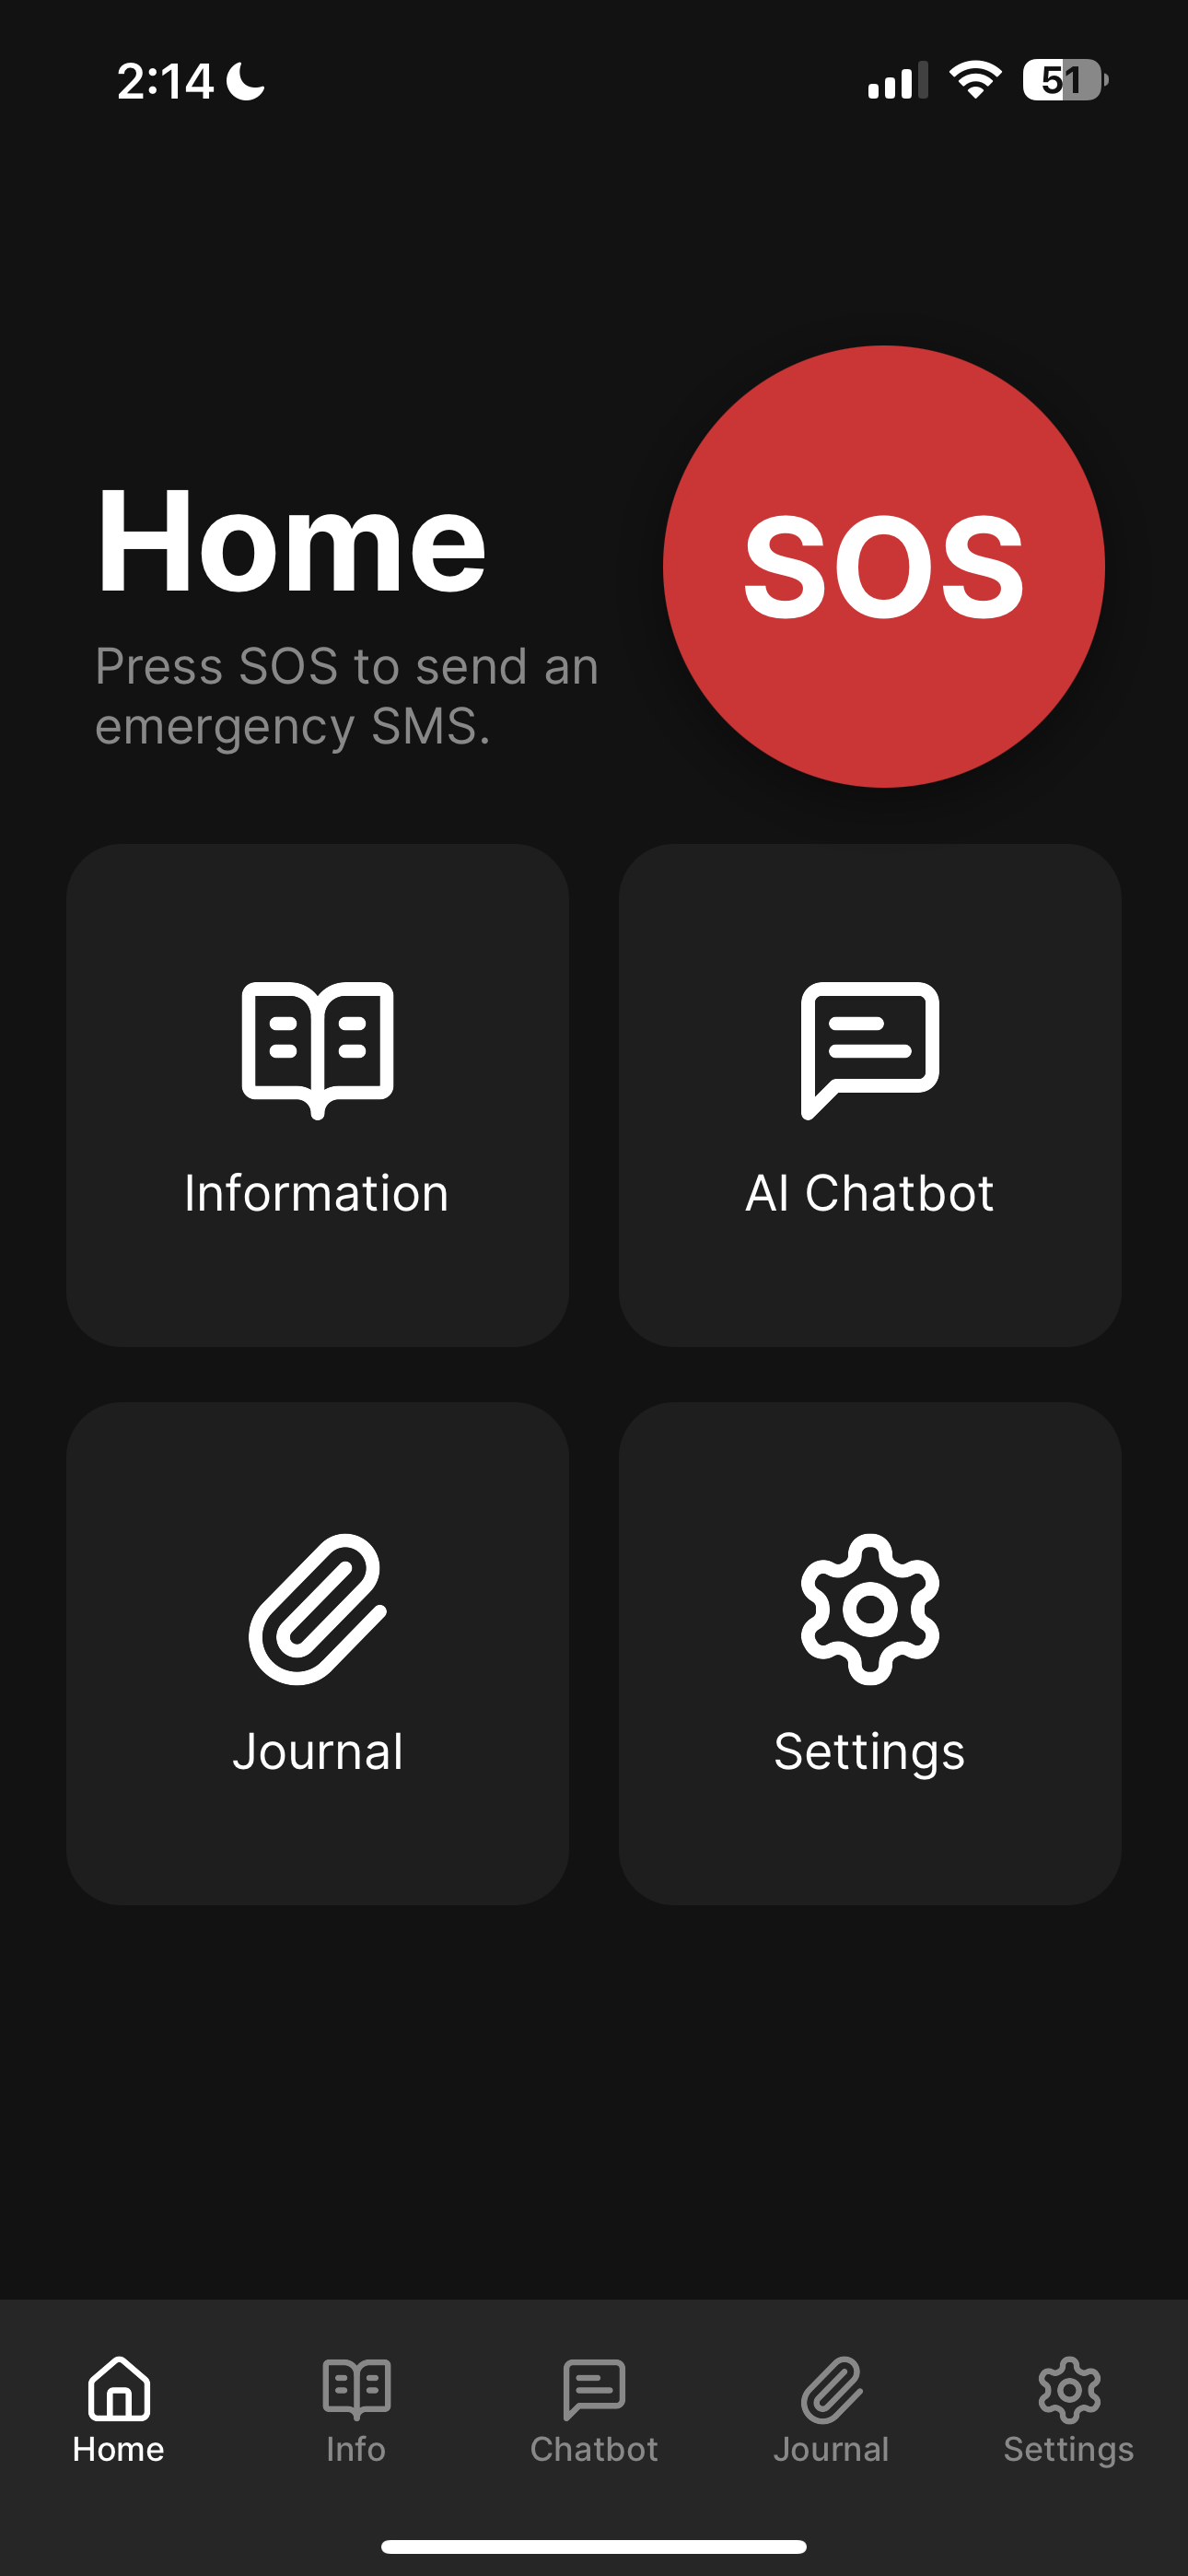 2:14
51
Home
SOS
Press SOS to send an
emergency SMS.
Information
AI Chatbot
Journal
Settings
Home
Info
Chatbot
Journal
Settings